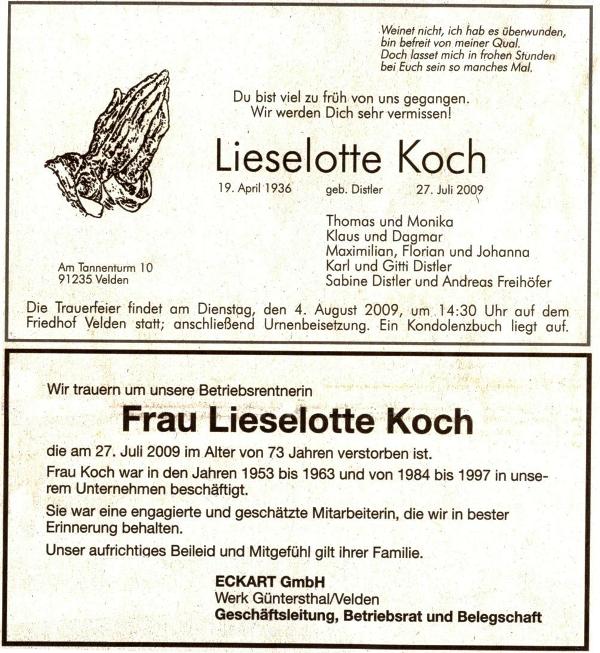 Weinet nicht, ich hab es überwunden,
bin befreit von meiner Qual.
Doch lasset mich in frohen Stunden
bei Euch sein so manches Mal.
Du bist viel zu früh von uns gegangen.
Wir werden Dich sehr vermissen!
Lieselotte Koch
19. April 1936 geb. Distler 27. Juli 2009
Thomas und Monika
Klaus und Dagmar
Maximilian, Florian und Johanna
Karl und Gitti Distler
Sabine Distler und Andreas Freihöfer
Am Tannenturm 10
91235 Velden
Die Trauerfeier findet am Dienstag, den 4. August 2009, um 14:30 Uhr auf dem
Friedhof Velden statt; anschließend Urnenbeisetzung. Ein Kondolenzbuch liegt auf.
Wir trauern um unsere Betriebsrentnerin
Frau Lieselotte Koch
die am 27. Juli 2009 im Alter von 73 Jahren verstorben ist.
Frau Koch war in den Jahren 1953 bis 1963 und von 1984 bis 1997 in unse-
rem Unternehmen beschäftigt.
Sie war eine engagierte und geschätzte Mitarbeiterin, die wir in bester
Erinnerung behalten.
Unser aufrichtiges Beileid und Mitgefühl gilt ihrer Familie.
ECKART GmbH
Werk Güntersthal/Velden
Geschäftsleitung, Betriebsrat und Belegschaft